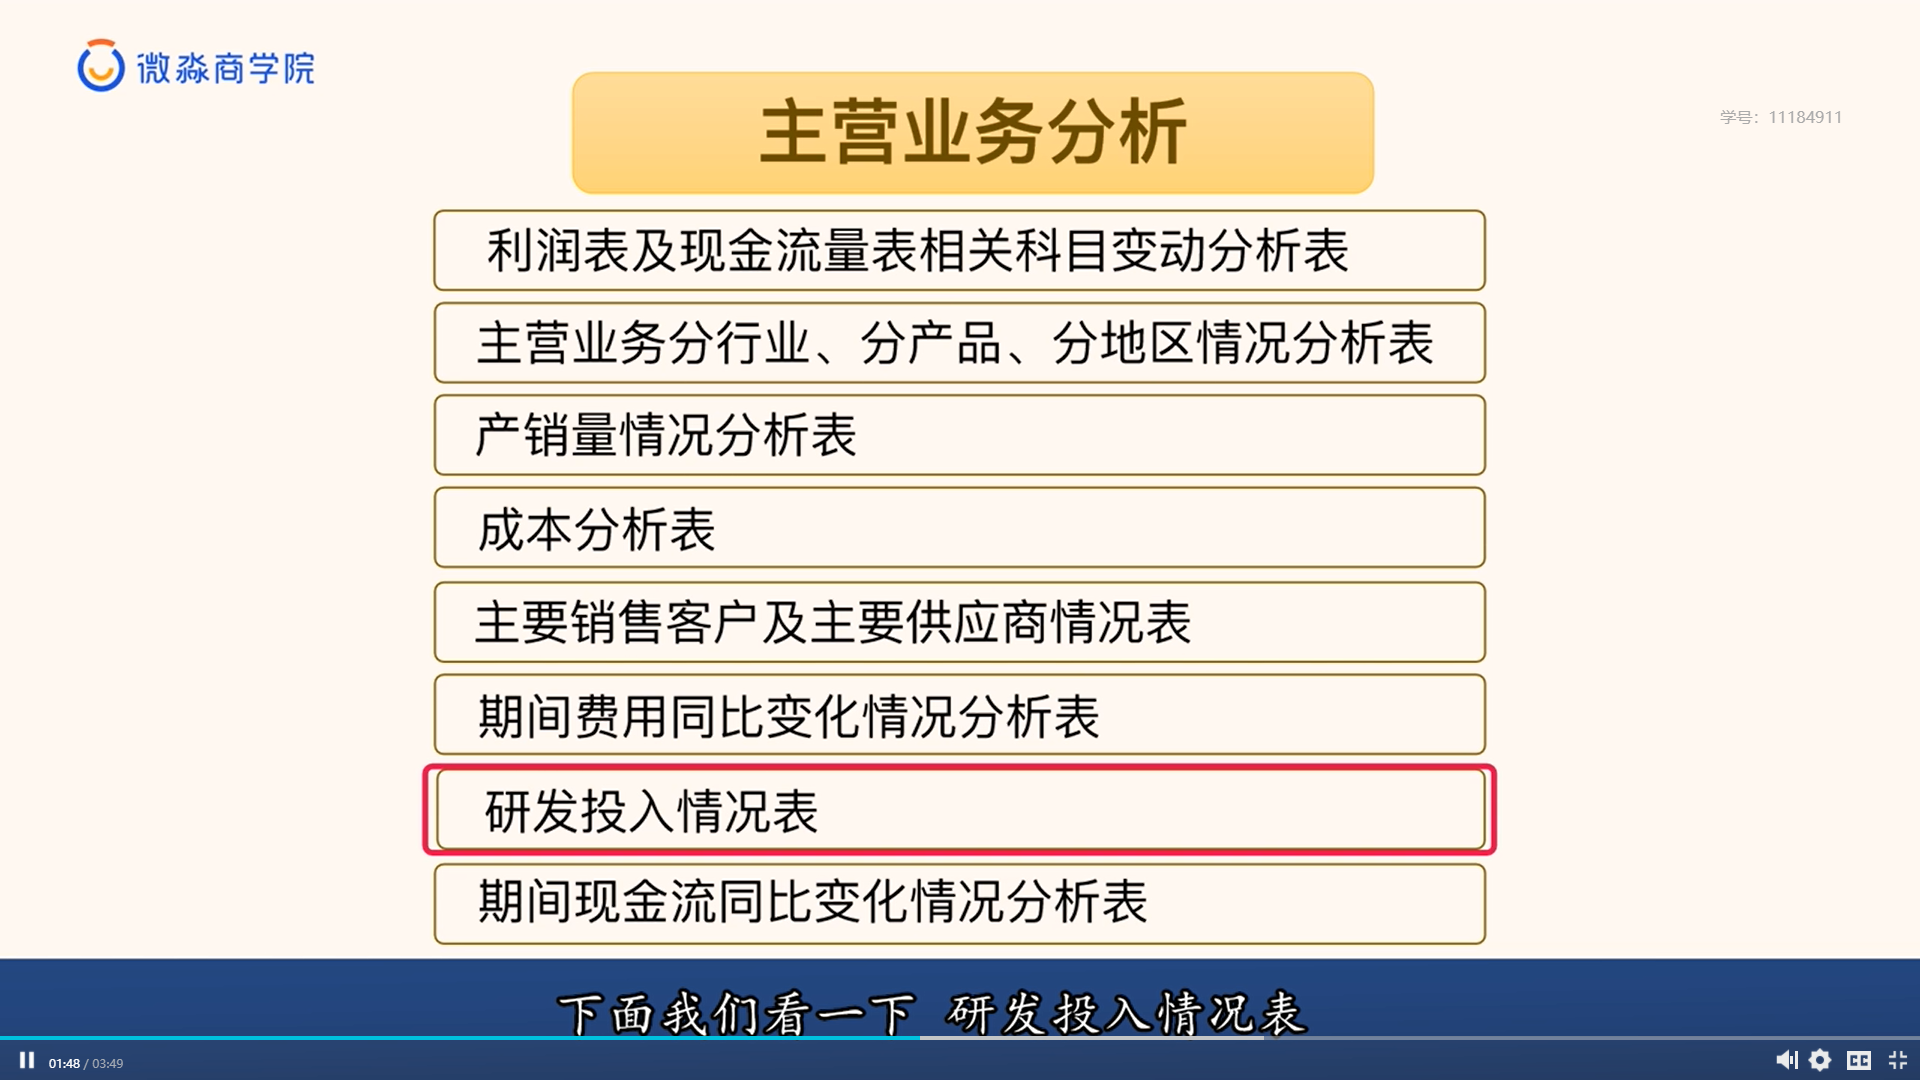 微淼商学院
主营业务分析
学号：11184911
利润表及现金流量表相关科目变动分析表
主营业务分行业、分产品、分地区情况分析表
产销量情况分析表
成本分析表
主要销售客户及主要供应商情况表
期间费用同比变化情况分析表
研发投入情况表
期间现金流同比变化情况分析表
下面我们看一下 研发投入情况表
01:48 / 03:49
CC